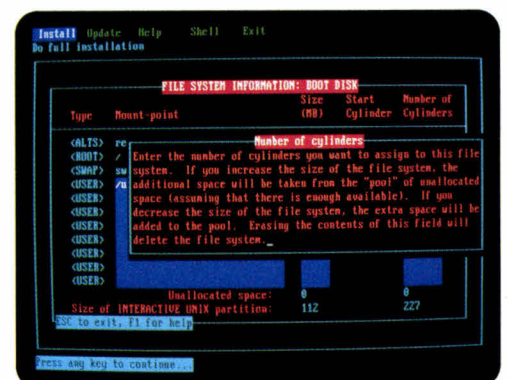 Install Update Help Shell Exit
Do full installation
FILE SYSTEM INFORMATION: BOOT DISK
Size Start Number of
Type Mount-point (MB) Cylinder Cylinders
Number of cylinders
<ALTS> re
<ROOT> / Enter the number of cylinders you want to assign to this file
<SWAP> sw system. If you increase the size of the file system, the
<USER> /u additional space will be taken from the "pool" of unallocated
<USER> space (assuming that there is enough available). If you
<USER> decrease the size of the file system, the extra space will be
<USER> added to the pool. Erasing the contents of this field will
<USER> delete the file system._
<USER>
<USER>
<USER>
Unallocated space: 0 0
Size of INTERACTIVE UNIX partition: 112 227
ESC to exit, F1 for help
Press any key to continue...